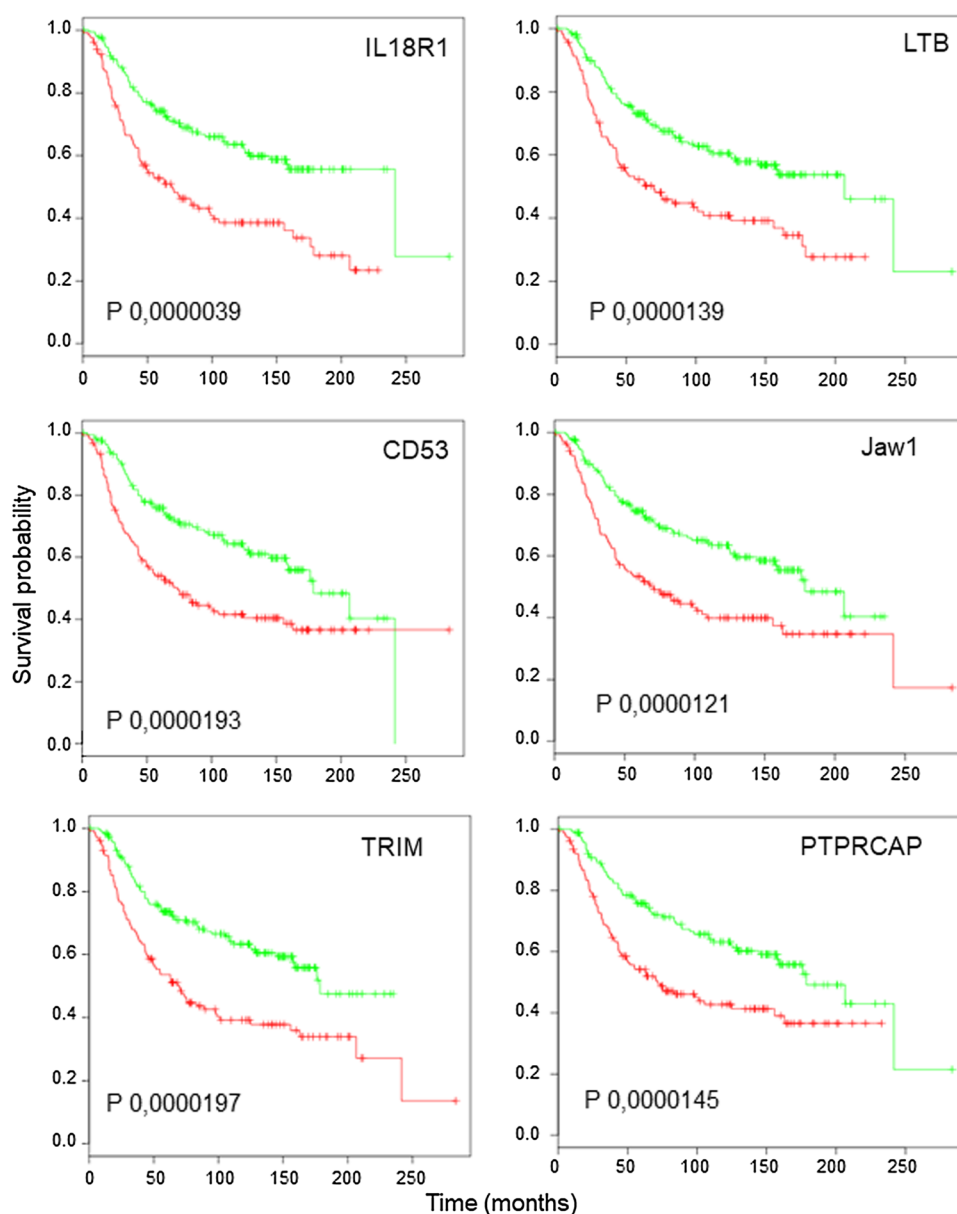 IL18R1
1.0
0.8
0.6
0.4
0.2
0.0
P 0,0000039
0 50 100 150 200 250
LTB
1.0
0.8
0.6
0.4
0.2
0.0
P 0,0000139
0 50 100 150 200 250
Survival probability
CD53
1.0
0.8
0.6
0.4
0.2
0.0
P 0,0000193
0 50 100 150 200 250
Jaw1
1.0
0.8
0.6
0.4
0.2
0.0
P 0,0000121
0 50 100 150 200 250
TRIM
1.0
0.8
0.6
0.4
0.2
0.0
P 0,0000197
0 50 100 150 200 250
PTPRCAP
1.0
0.8
0.6
0.4
0.2
0.0
P 0,0000145
0 50 100 150 200 250
Time (months)